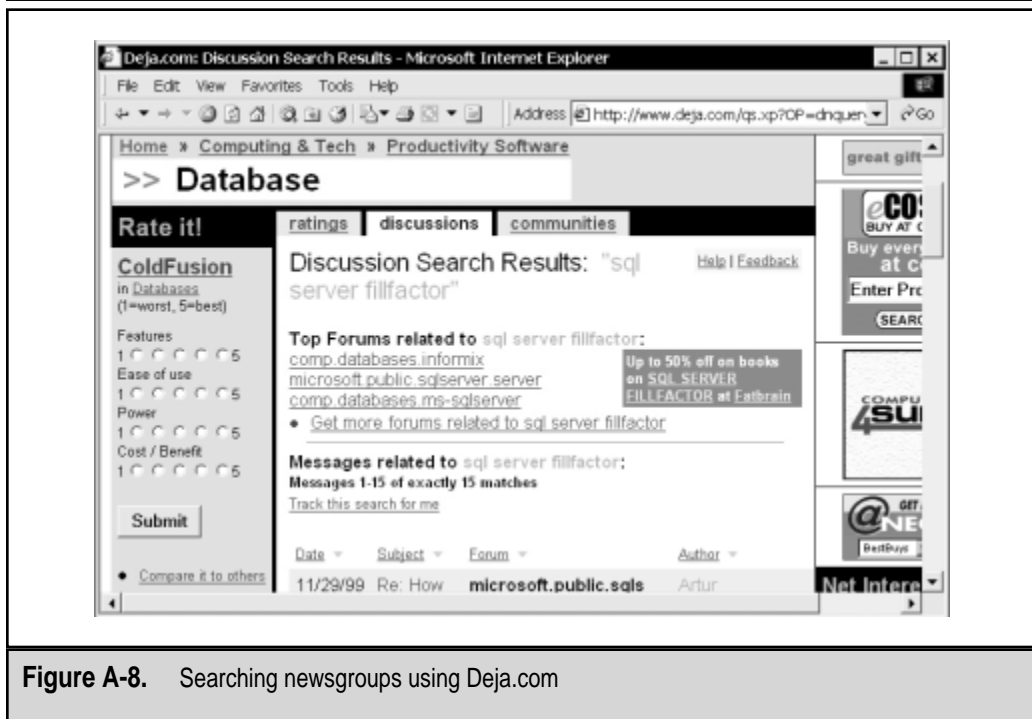 Deja.com: Discussion Search Results - Microsoft Internet Explorer
File Edit View Favorites Tools Help
Address http://www.deja.com/qs.xp?OP=dnquer Go
Home » Computing & Tech » Productivity Software
>> Database
Rate it!
ColdFusion
in Databases
(1=worst, 5=best)
Features
1 5
Ease of use
1 5
Power
1 5
Cost / Benefit
1 5
Submit
• Compare it to others
ratings discussions communities
Discussion Search Results: "sql
server fillfactor"
Help | Feedback
Top Forums related to sql server fillfactor:
comp.databases.informix
microsoft.public.sqlserver.server
comp.databases.ms-sqlserver
• Get more forums related to sql server fillfactor
Up to 50% off on books
on SQL SERVER
FILLFACTOR at Fatbrain
Messages related to sql server fillfactor:
Messages 1-15 of exactly 15 matches
Track this search for me
Date Subject Forum Author
11/29/99 Re: How microsoft.public.sqls Artur
great gift
eCOS
BUY AT C
Buy every
at c
Enter Pro
SEARC
COMPU
4SU
GET
@NE
BestBuys
Net Intere
Figure A-8. Searching newsgroups using Deja.com